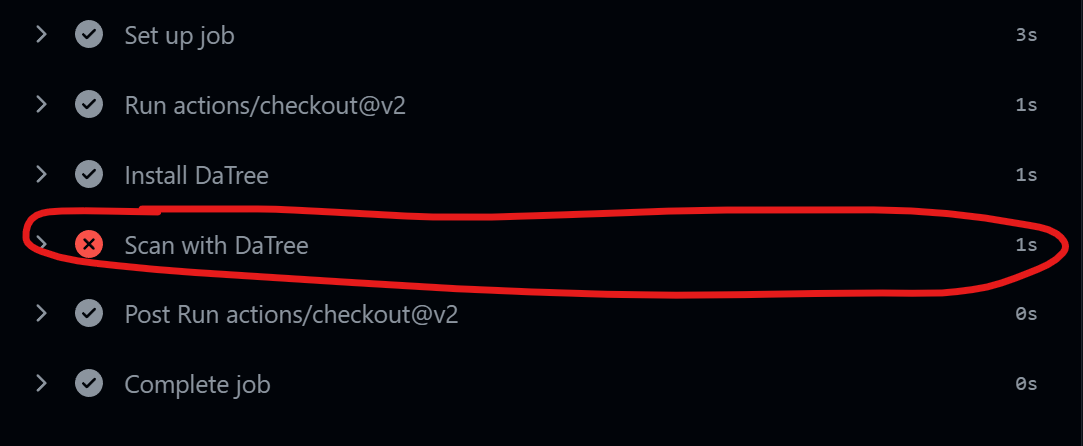 Set up job 3s
Run actions/checkout@v2 1s
Install DaTree 1s
Scan with DaTree 1s
Post Run actions/checkout@v2 0s
Complete job 0s